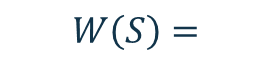 W(S) =